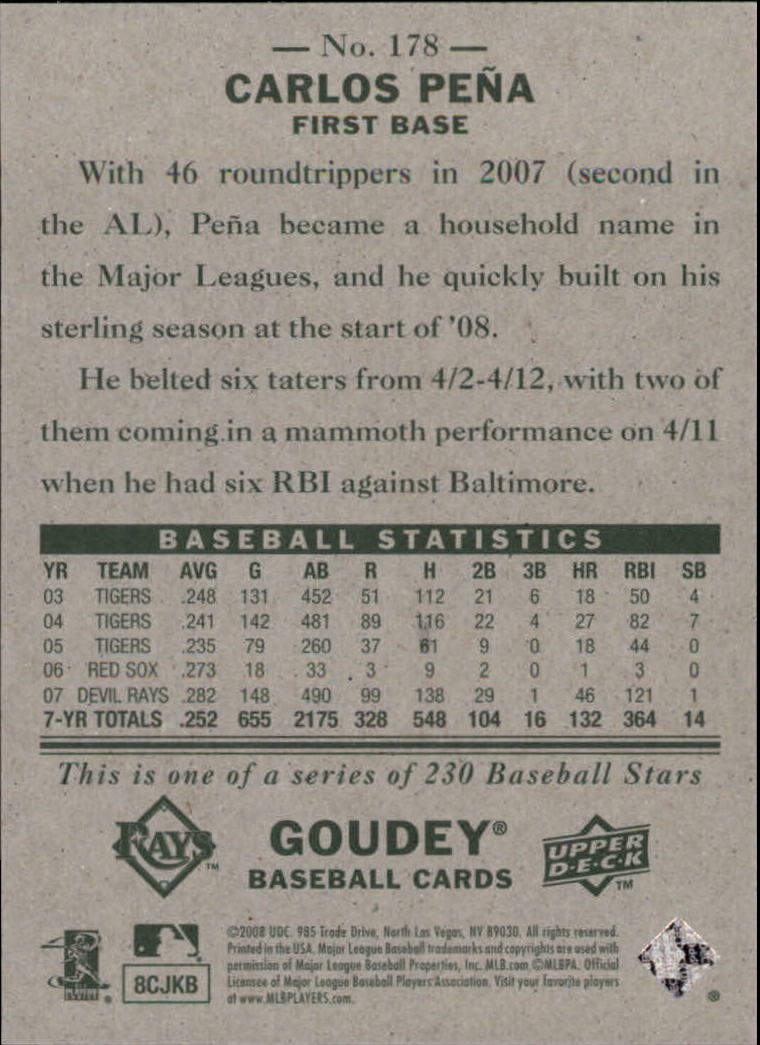 — No. 178 —
CARLOS PEÑA
FIRST BASE
With 46 roundtrippers in 2007 (second in
the AL), Peña became a household name in
the Major Leagues, and he quickly built on his
sterling season at the start of '08.
He belted six taters from 4/2-4/12, with two of
them coming in a mammoth performance on 4/11
when he had six RBI against Baltimore.
BASEBALL STATISTICS
YR TEAM AVG G AB R H 2B 3B HR RBI SB
03 TIGERS .248 131 452 51 112 21 6 18 50 4
04 TIGERS .241 142 481 89 116 22 4 27 82 7
05 TIGERS .235 79 260 37 61 9 0 18 44 0
06 RED SOX .273 18 33 3 9 2 0 1 3 0
07 DEVIL RAYS .282 148 490 99 138 29 1 46 121 1
7-YR TOTALS .252 655 2175 328 548 104 16 132 364 14
This is one of a series of 230 Baseball Stars
RAYS TM
GOUDEY®
BASEBALL CARDS
UPPER
D·E·C·K
TM
8CJKB
©2008 UDC. 985 Trade Drive, North Las Vegas, NV 89030. All rights reserved.
Printed in the USA. Major League Baseball trademarks and copyrights are used with
permission of Major League Baseball Properties, Inc. MLB.com ©MLBPA. Official
Licensee of Major League Baseball Players Association. Visit your favorite players
at www.MLBPLAYERS.com.
®